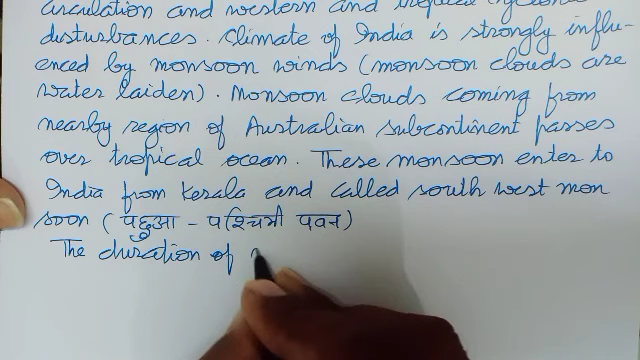 circulation and western and tropical
disturbances. Climate of India is strongly influ-
enced by monsoon winds (monsoon clouds are
water laiden). Monsoon clouds coming from
nearby region of Australian subcontinent passes
over tropical ocean. These monsoon enter to
India from Kerala and called south west mon
soon (पछुआ - पश्चिमी पवन)
The duration of